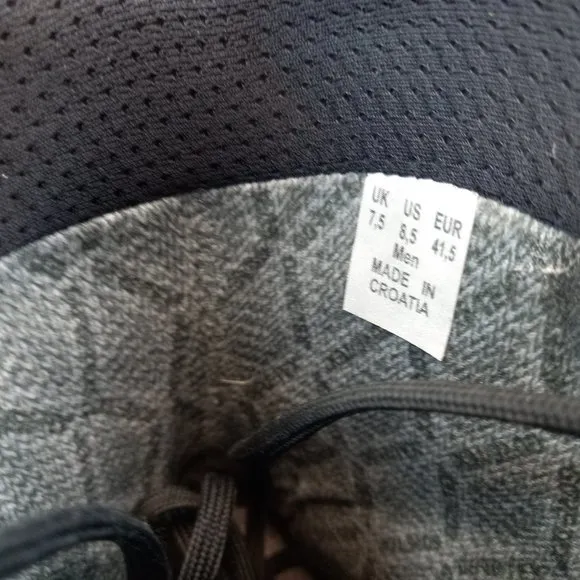 UK US EUR
7,5 8,5 41,5
Men
MADE IN
CROATIA